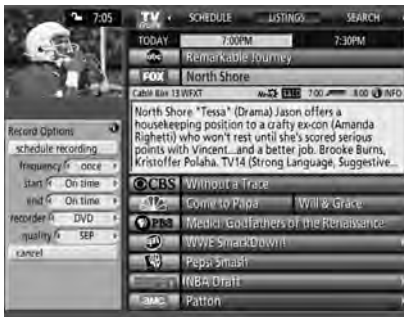 7:05
TV SCHEDULE LISTINGS SEARCH
TODAY 7:00PM 7:30PM
abc Remarkable Journey
FOX North Shore
Cable Box 13 WFXT 7:00 8:00 INFO
North Shore "Tessa" (Drama) Jason offers a
housekeeping position to a crafty ex-con (Amanda
Righetti) who won't rest until she's scored serious
points with Vincent...and a better job. Brooke Burns,
Kristoffer Polaha. TV14 (Strong Language, Suggestive...
Record Options
schedule recording
frequency once
start On time
end On time
recorder DVD
quality SEP
cancel
CBS Without a Trace
Come to Papa Will & Grace
PBS Medici: Godfathers of the Renaissance
WWE SmackDown!
Pepsi Smash
NBA Draft
AMC Patton